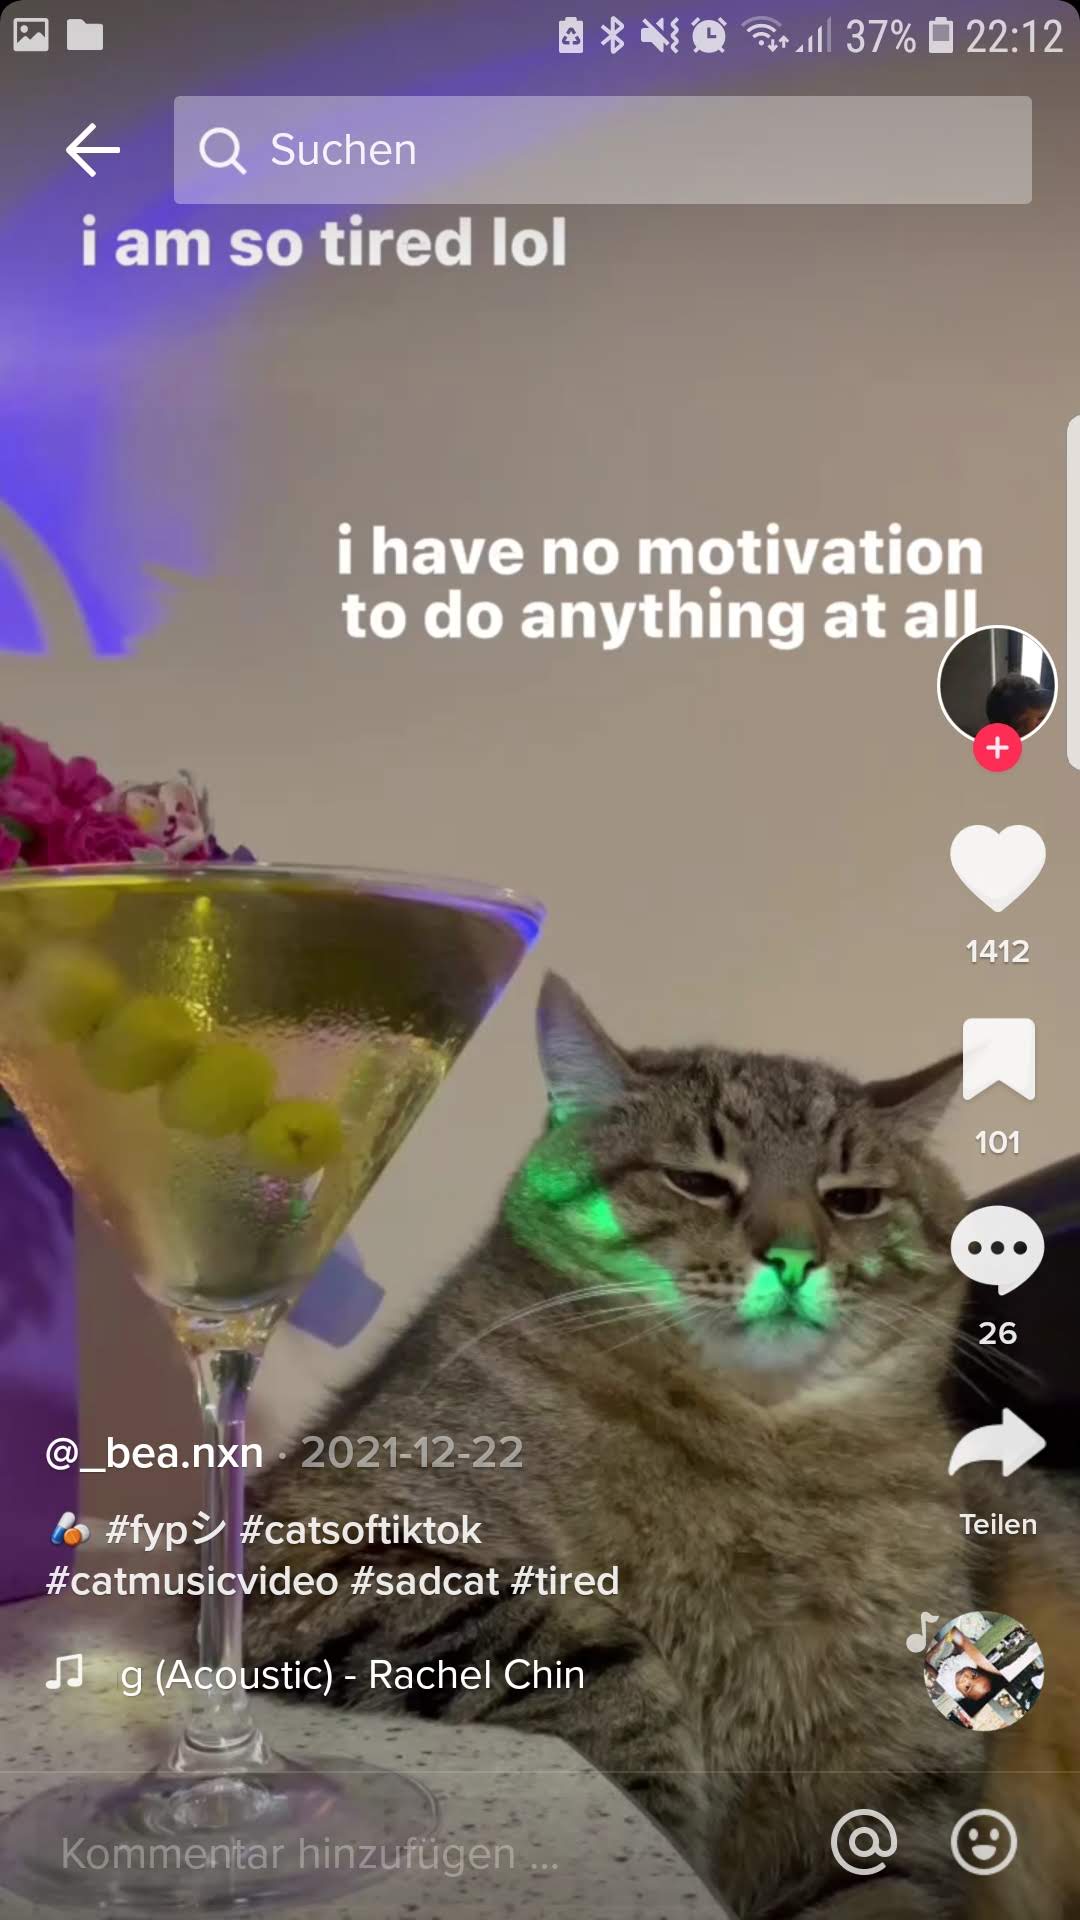 37% 22:12
Suchen
i am so tired lol
i have no motivation
to do anything at all
1412
101
26
@_bea.nxn · 2021-12-22
#fypシ #catsoftiktok
#catmusicvideo #sadcat #tired
Teilen
g (Acoustic) - Rachel Chin
Kommentar hinzufügen ...